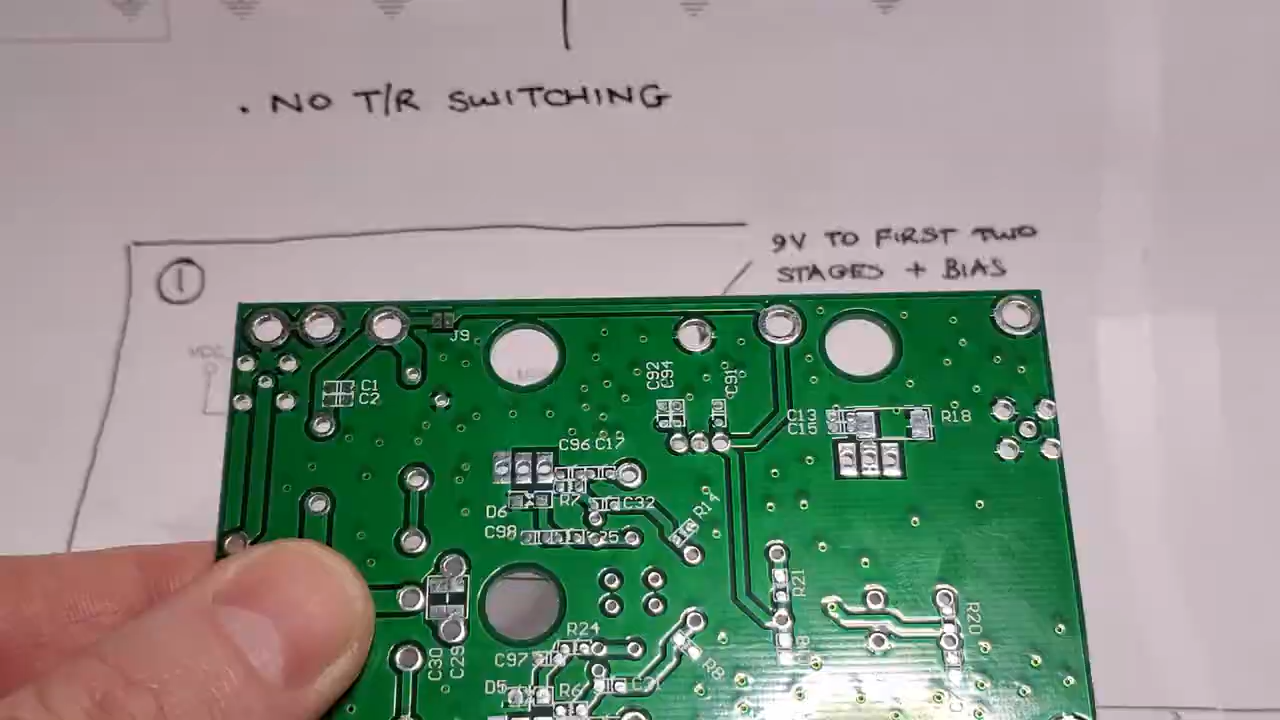 . NO T/R SWITCHING
9V TO FIRST TWO
STAGES + BIAS
1
VDC
J9
C1
C2
C92
C94
C91
C13
C15
R18
C96 C17
R7
C32
R14
D6
C98
R21
R20
C30
C29
R24
C97
R8
D5
R6